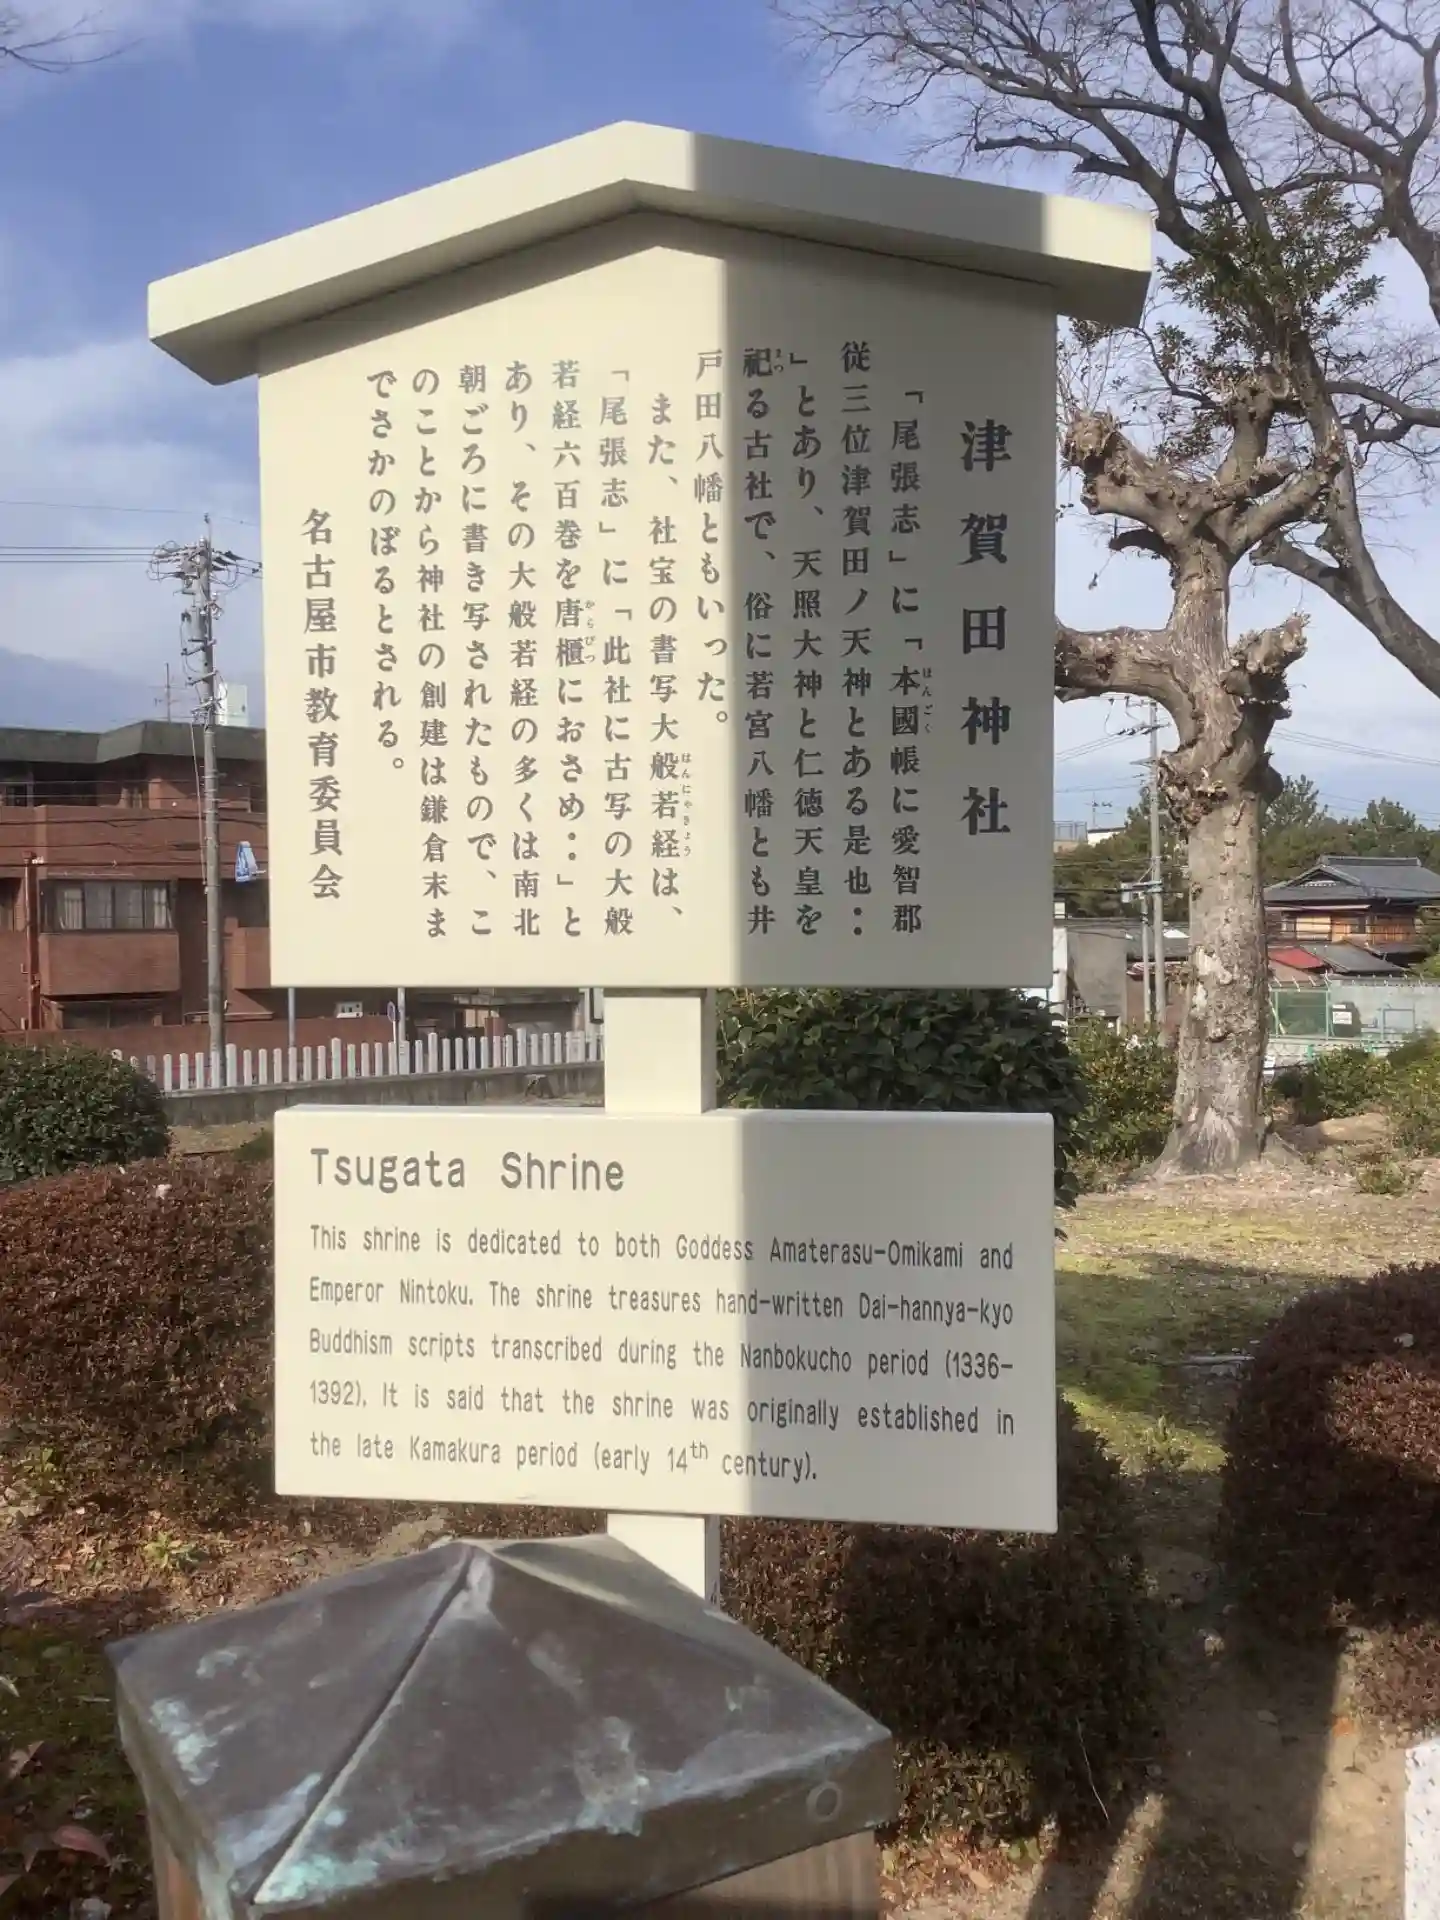 津賀田神社
「尾張志」に「本國帳に愛智郡
従三位津賀田ノ天神とある是也：
」とあり、天照大神と仁徳天皇を
祀る古社で、俗に若宮八幡とも井
戸田八幡ともいった。
また、社宝の書写大般若経は、
「尾張志」に「此社に古写の大般
若経六百巻を唐櫃におさめ：」と
あり、その大般若経の多くは南北
朝ごろに書き写されたもので、こ
のことから神社の創建は鎌倉末ま
でさかのぼるとされる。
名古屋市教育委員会
Tsugata Shrine
This shrine is dedicated to both Goddess Amaterasu-Omikami and
Emperor Nintoku. The shrine treasures hand-written Dai-hannya-kyo
Buddhism scripts transcribed during the Nanbokucho period (1336-
1392). It is said that the shrine was originally established in
the late Kamakura period (early 14th century).